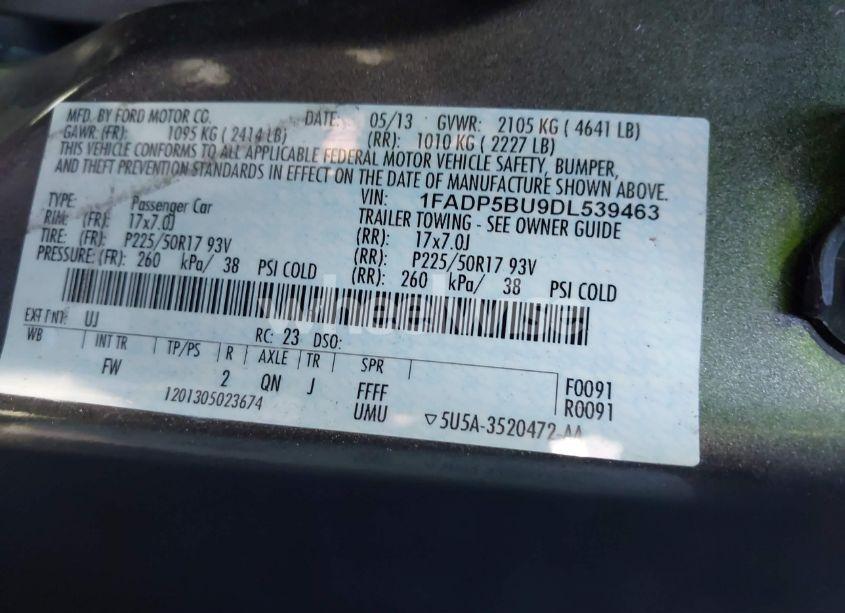 MFD. BY FORD MOTOR CO. DATE: 05/13 GVWR: 2105 KG ( 4641 LB)
GAWR: (FR): 1095 KG ( 2414 LB) (RR): 1010 KG ( 2227 LB)
THIS VEHICLE CONFORMS TO ALL APPLICABLE FEDERAL MOTOR VEHICLE SAFETY, BUMPER,
AND THEFT PREVENTION STANDARDS IN EFFECT ON THE DATE OF MANUFACTURE SHOWN ABOVE.
VIN: 1FADP5BU9DL539463
TYPE: Passenger Car TRAILER TOWING - SEE OWNER GUIDE
RIM: (FR): 17x7.0J (RR): 17x7.0J
TIRE: (FR): P225/50R17 93V (RR): P225/50R17 93V
PRESSURE: (FR): 260 kPa/ 38 PSI COLD (RR): 260 kPa/ 38 PSI COLD
EXT PNT: UJ RC: 23 DSO:
WB INT TR TP/PS R AXLE TR SPR
FW 2 QN J FFFF F0091
1201305023674 UMU R0091
▽5U5A-3520472-AA